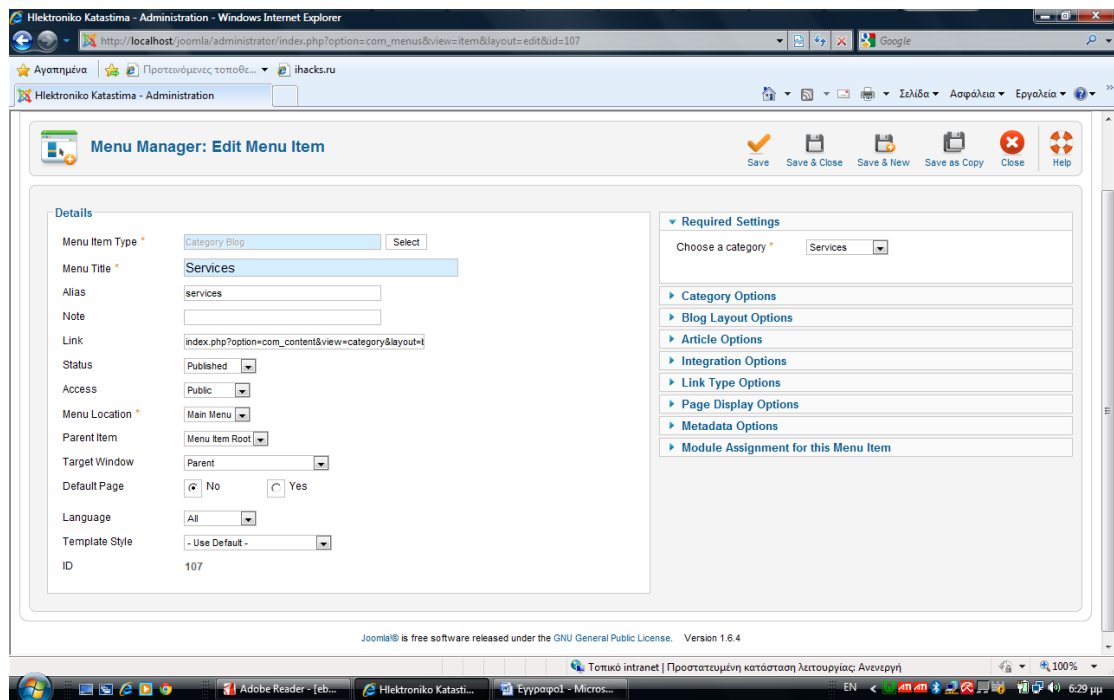 Hlektroniko Katastima - Administration - Windows Internet Explorer
http://localhost/joomla/administrator/index.php?option=com_menus&view=item&layout=edit&id=107
Google
Αγαπημένα
Προτεινόμενες τοποθε...
ihacks.ru
Hlektroniko Katastima - Administration
Σελίδα
Ασφάλεια
Εργαλεία
Menu Manager: Edit Menu Item
Save
Save & Close
Save & New
Save as Copy
Close
Help
Details
Menu Item Type *
Category Blog
Select
Menu Title *
Services
Alias
services
Note
Link
index.php?option=com_content&view=category&layout=b
Status
Published
Access
Public
Menu Location *
Main Menu
Parent Item
Menu Item Root
Target Window
Parent
Default Page
No
Yes
Language
All
Template Style
- Use Default -
ID
107
Required Settings
Choose a category *
Services
Category Options
Blog Layout Options
Article Options
Integration Options
Link Type Options
Page Display Options
Metadata Options
Module Assignment for this Menu Item
Joomla!® is free software released under the GNU General Public License. Version 1.6.4
Τοπικό intranet | Προστατευμένη κατάσταση λειτουργίας: Ανενεργή
100%
Adobe Reader - [eb...
Hlektroniko Katasti...
Έγγραφο1 - Micros...
EN
6:29 μμ